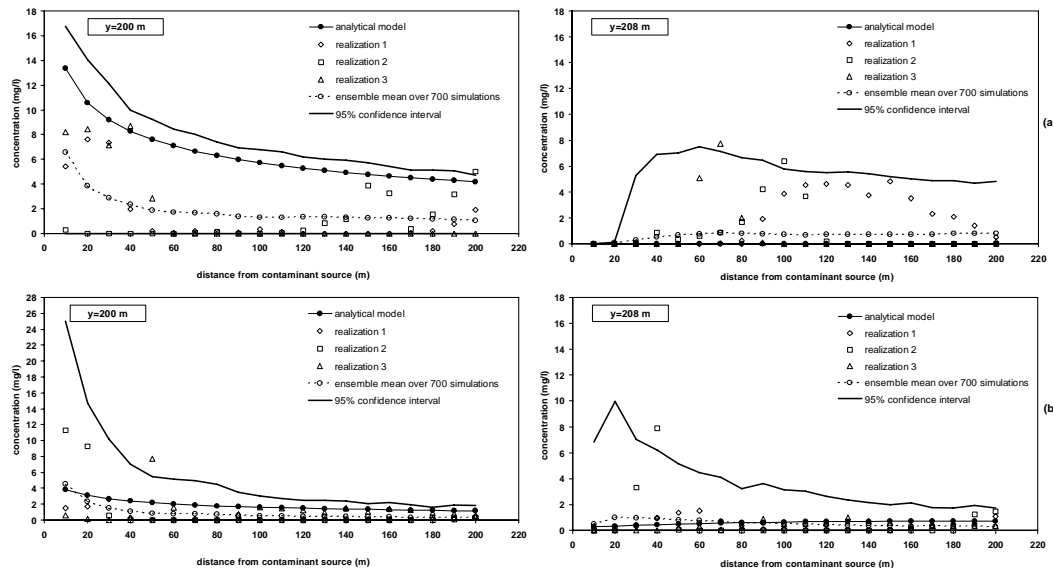 y=200 m
analytical model
realization 1
realization 2
realization 3
ensemble mean over 700 simulations
95% confidence interval
concentration (mg/l)
18
16
14
12
10
8
6
4
2
0
0 20 40 60 80 100 120 140 160 180 200 220
distance from contaminant source (m)
y=208 m
analytical model
realization 1
realization 2
realization 3
ensemble mean over 700 simulations
95% confidence interval
concentration (mg/l)
18
16
14
12
10
8
6
4
2
0
0 20 40 60 80 100 120 140 160 180 200 220
distance from contaminant source (m)
(a
y=200 m
analytical model
realization 1
realization 2
realization 3
ensemble mean over 700 simulations
95% confidence interval
concentration (mg/l)
28
26
24
22
20
18
16
14
12
10
8
6
4
2
0
0 20 40 60 80 100 120 140 160 180 200 220
distance from contaminant source (m)
y=208 m
analytical model
realization 1
realization 2
realization 3
ensemble mean over 700 simulations
95% confidence interval
concentration (mg/l)
18
16
14
12
10
8
6
4
2
0
0 20 40 60 80 100 120 140 160 180 200 220
distance from contaminant source (m)
(b